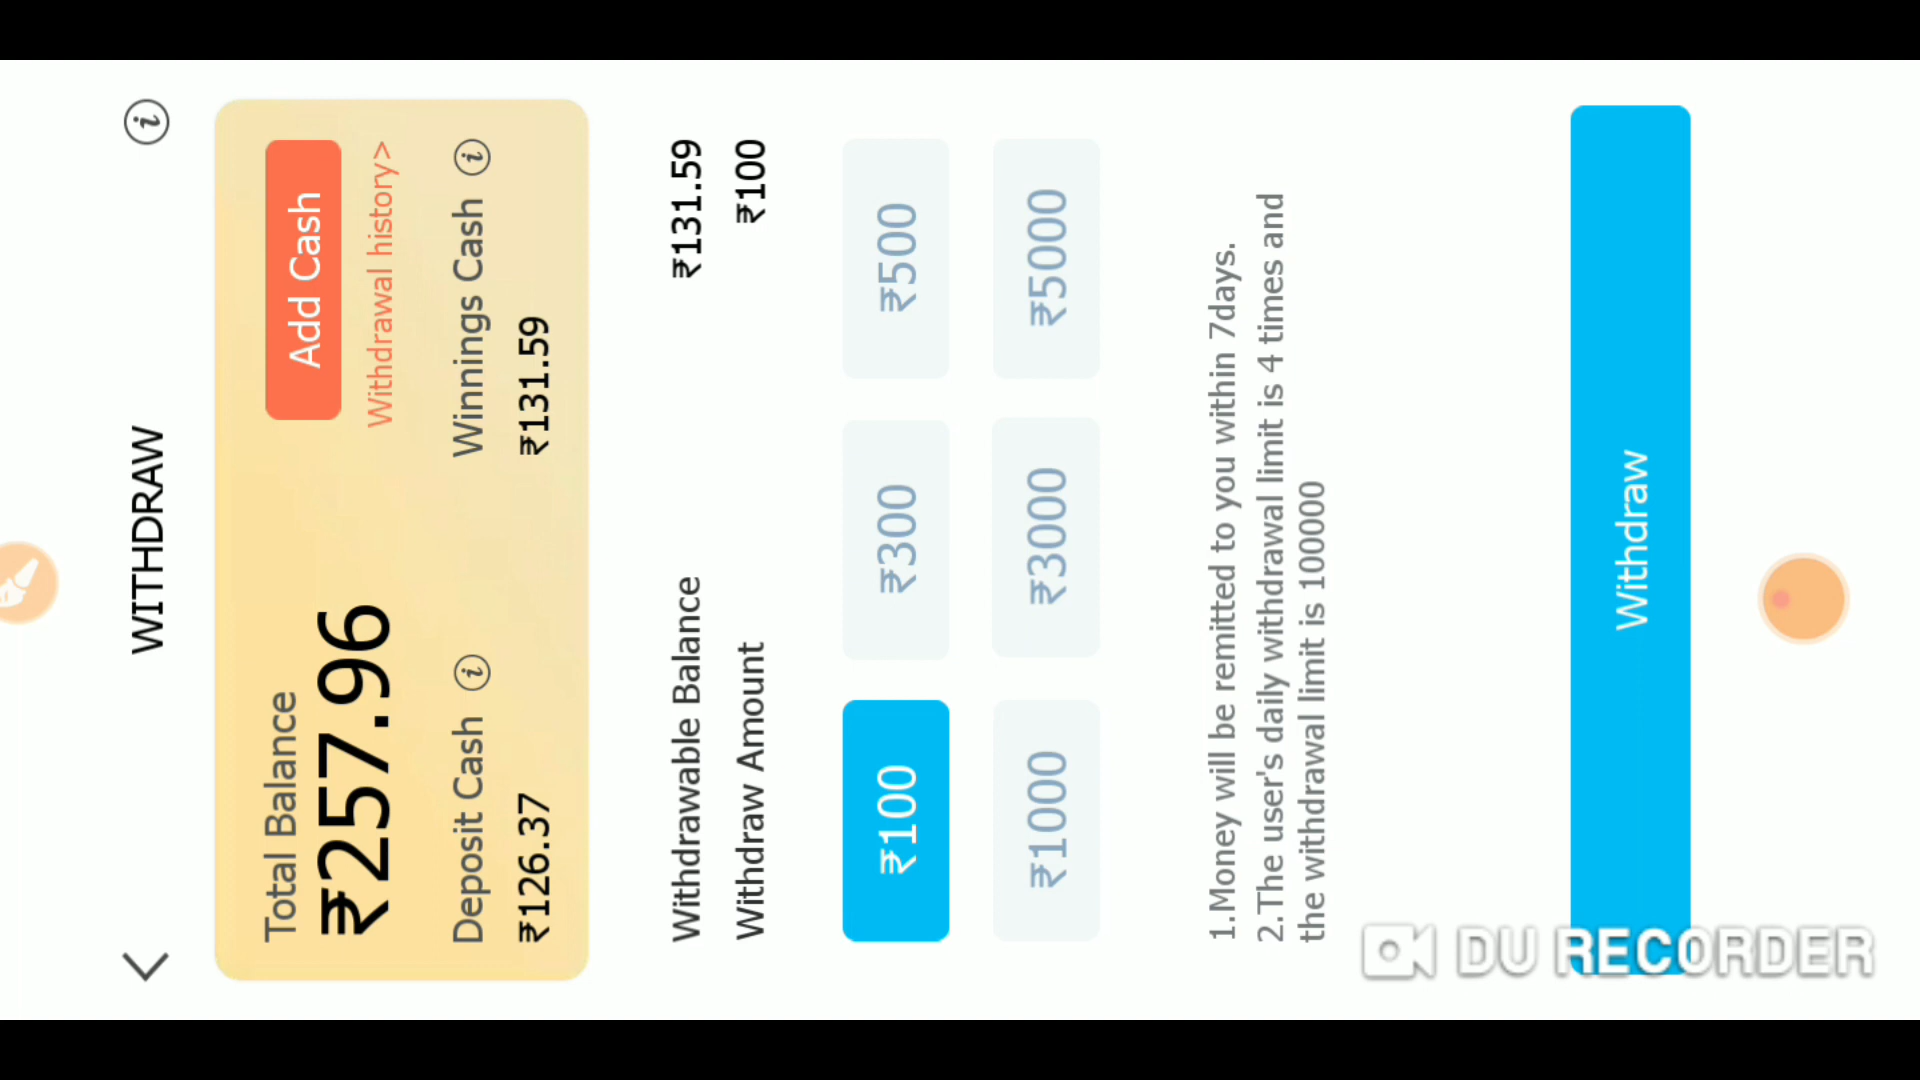 WITHDRAW
Total Balance
₹257.96
Add Cash
Withdrawal history>
Deposit Cash
₹126.37
Winnings Cash
₹131.59
Withdrawable Balance ₹131.59
Withdraw Amount ₹100
₹100 ₹300 ₹500
₹1000 ₹3000 ₹5000
1.Money will be remitted to you within 7days.
2.The user's daily withdrawal limit is 4 times and
the withdrawal limit is 100000
Withdraw
DU RECORDER